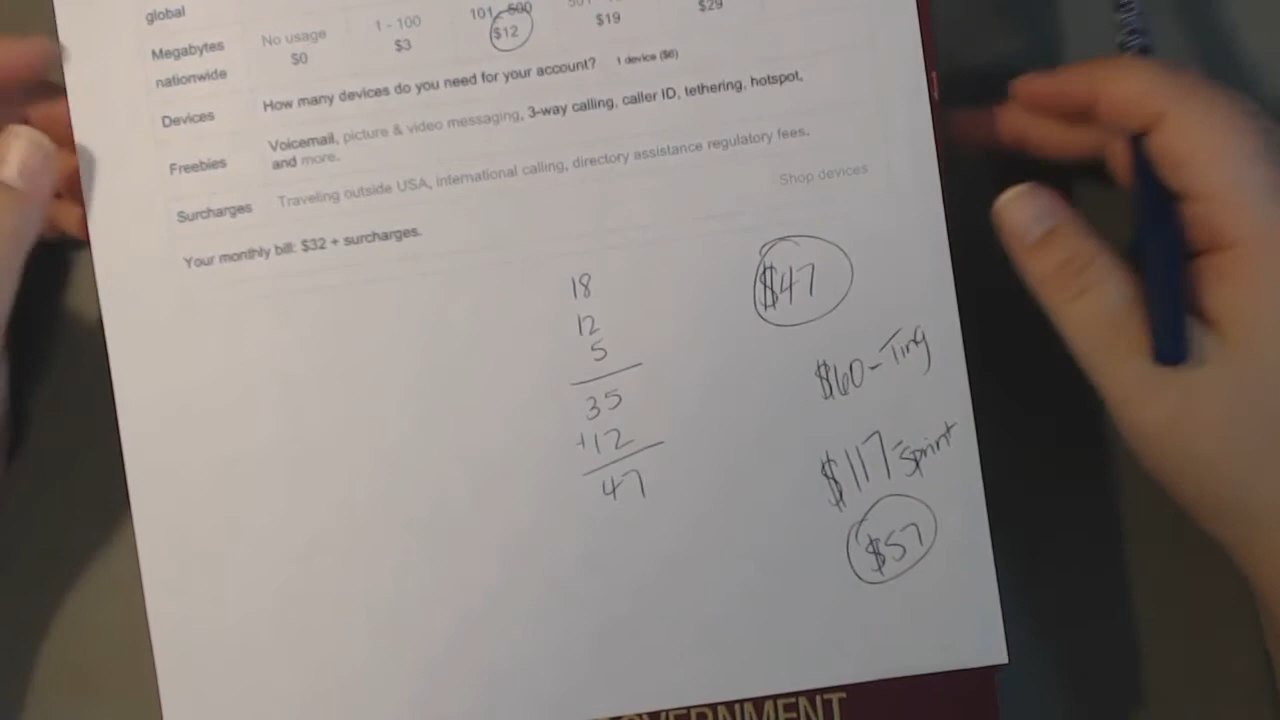 global
Megabytes
nationwide
No usage
$0
1 - 100
$3
101 - 500
$12
$19
$29
Devices
How many devices do you need for your account? 1 device ($6)
Freebies
Voicemail, picture & video messaging, 3-way calling, caller ID, tethering, hotspot,
and more.
Surcharges
Traveling outside USA, international calling, directory assistance regulatory fees.
Shop devices
Your monthly bill: $32 + surcharges.
18
12
5
35
+12
47
$47
$60 - Ting
$117 - Sprint
$57
VERNMENT